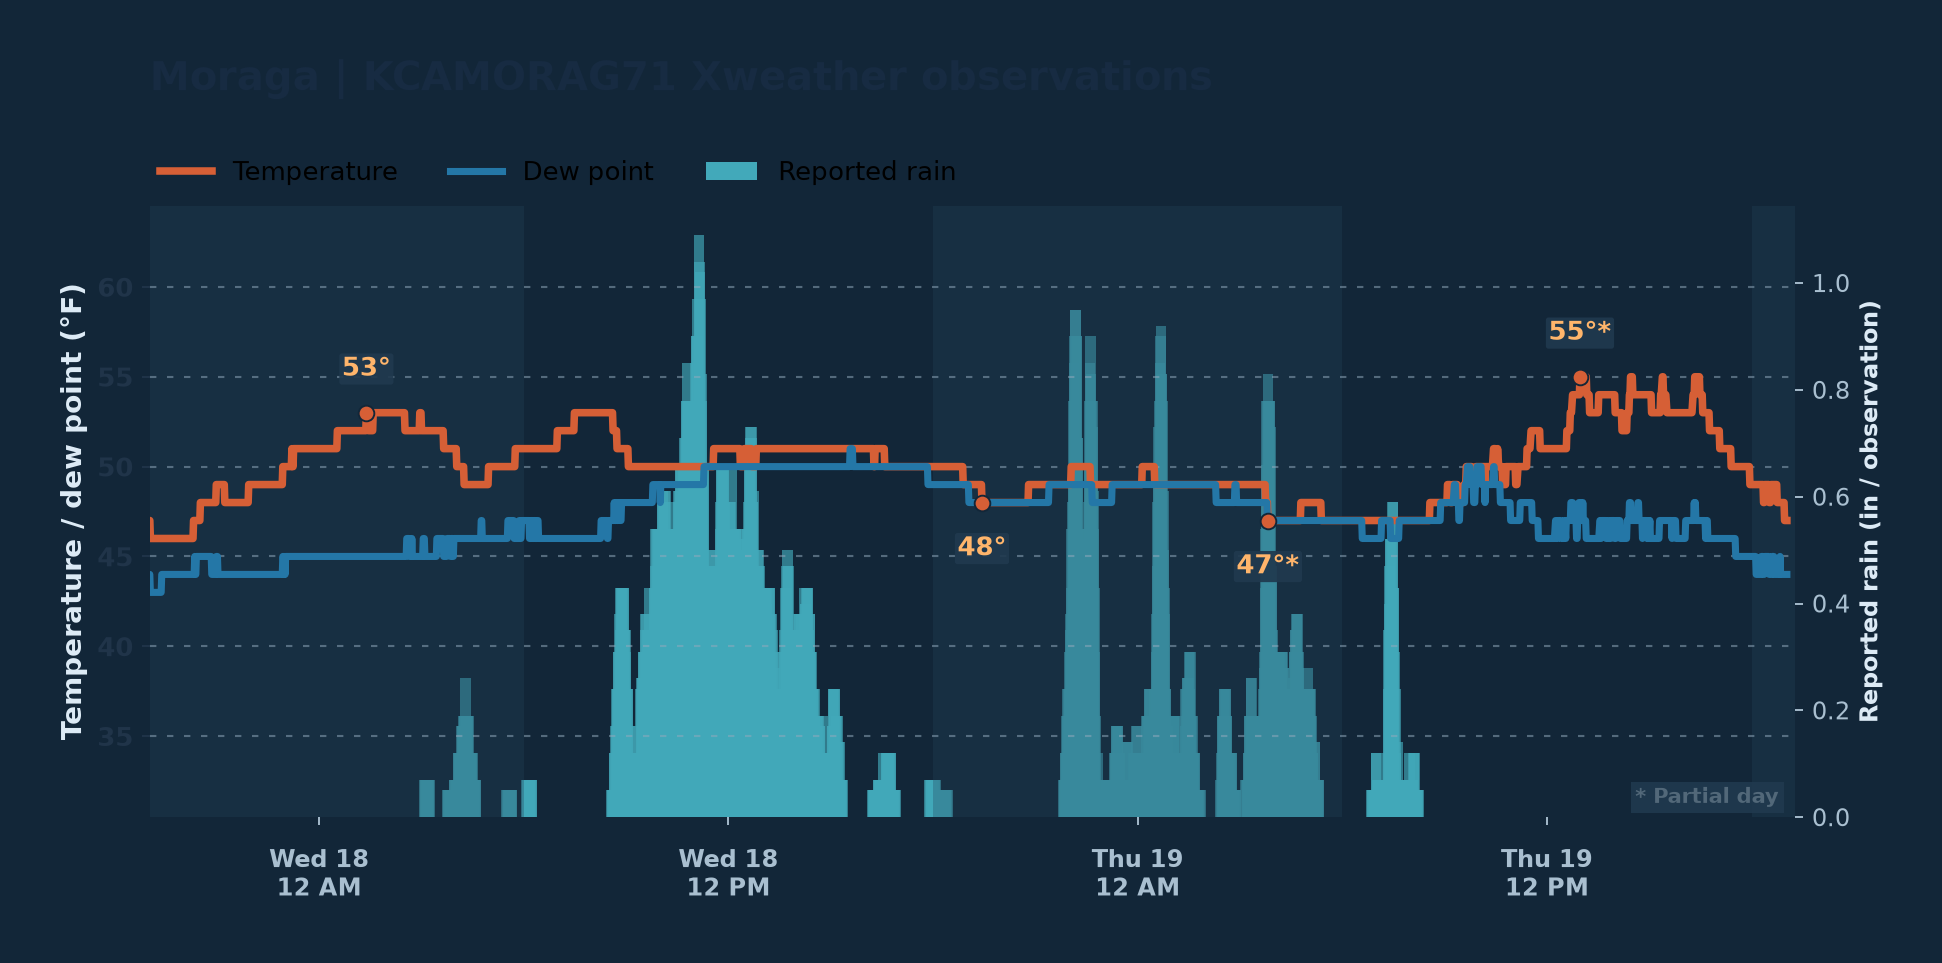 Moraga | KCAMORAG71 Xweather observations
Temperature
Dew point
Reported rain
Temperature / dew point (°F)
60
55
50
45
40
35
53°
48°
47°*
55°*
1.0
0.8
0.6
0.4
0.2
0.0
Reported rain (in / observation)
* Partial day
Wed 18
12 AM
Wed 18
12 PM
Thu 19
12 AM
Thu 19
12 PM